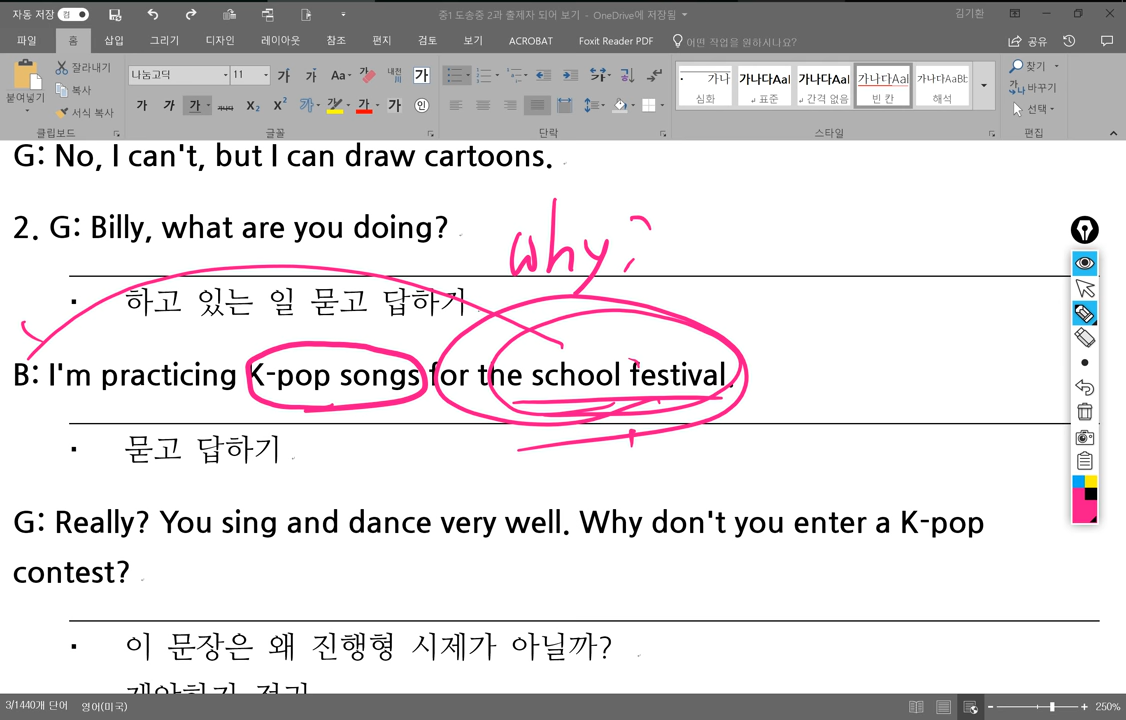 자동 저장 컴
중1 도송중 2과 출제자 되어 보기 - OneDrive에 저장됨
김기환
파일 홈 삽입 그리기 디자인 레이아웃 참조 편지 검토 보기 ACROBAT Foxit Reader PDF 어떤 작업을 원하시나요? 공유
붙여넣기 잘라내기 복사 서식 복사
나눔고딕 11
가나 심화
가나다AaI 표준
가나다AaI 간격 없음
가나다AaI 빈 칸
가나다AaBb 해석
찾기 바꾸기 선택
클립보드 글꼴 단락 스타일 편집
G: No, I can't, but I can draw cartoons.
why?
2. G: Billy, what are you doing?
· 하고 있는 일 묻고 답하기
B: I'm practicing K-pop songs for the school festival.
· 묻고 답하기
G: Really? You sing and dance very well. Why don't you enter a K-pop
contest?
· 이 문장은 왜 진행형 시제가 아닐까?
3/1440개 단어 영어(미국) 250%